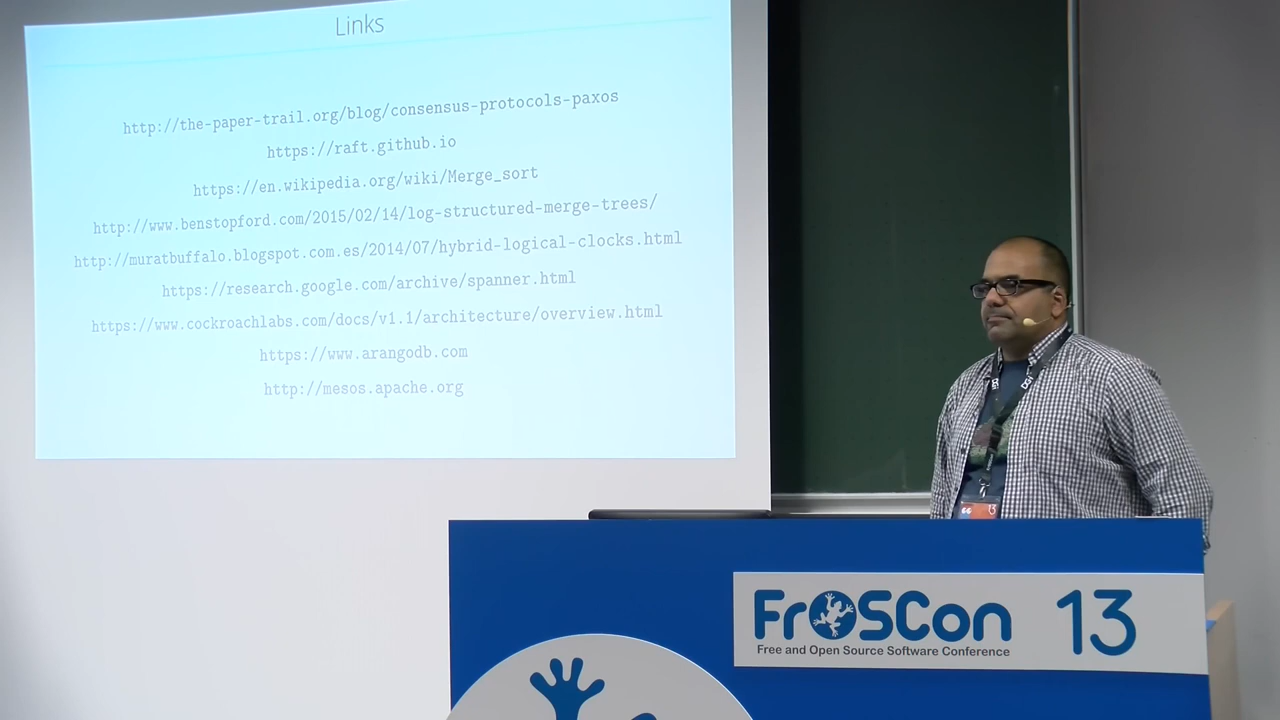 Links
http://the-paper-trail.org/blog/consensus-protocols-paxos
https://raft.github.io
https://en.wikipedia.org/wiki/Merge_sort
http://www.benstopford.com/2015/02/14/log-structured-merge-trees/
http://muratbuffalo.blogspot.com.es/2014/07/hybrid-logical-clocks.html
https://research.google.com/archive/spanner.html
https://www.cockroachlabs.com/docs/v1.1/architecture/overview.html
https://www.arangodb.com
http://mesos.apache.org
FrOSCon 13
Free and Open Source Software Conference